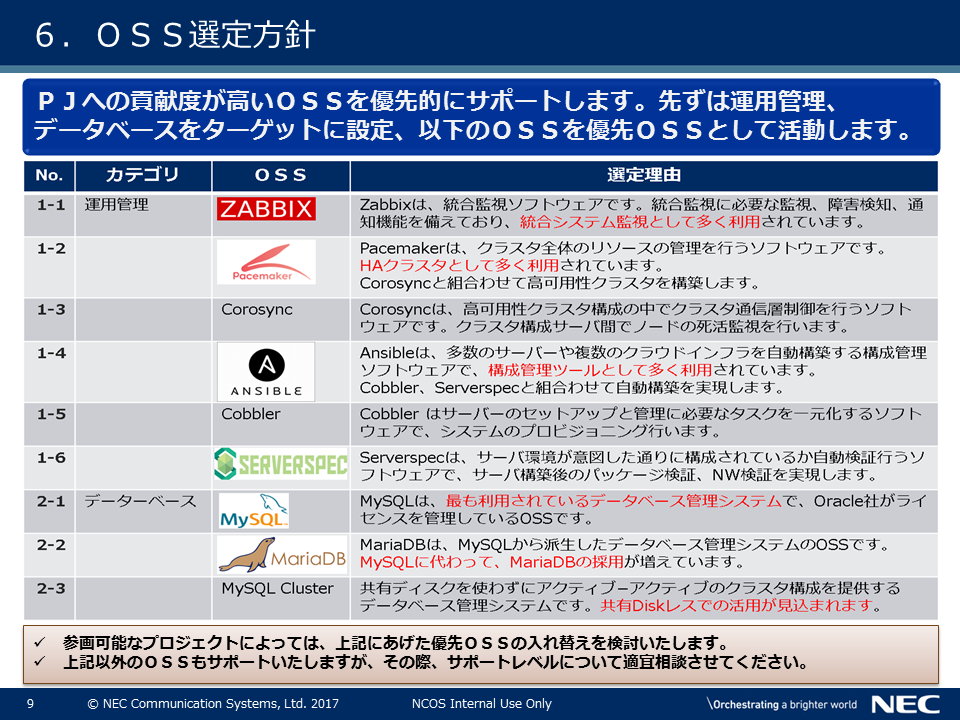 ６．ＯＳＳ選定方針
ＰＪへの貢献度が高いＯＳＳを優先的にサポートします。先ずは運用管理、
データベースをターゲットに設定、以下のＯＳＳを優先ＯＳＳとして活動します。
No. カテゴリ ＯＳＳ 選定理由
1-1 運用管理 ZABBIX Zabbixは、統合監視ソフトウェアです。統合監視に必要な監視、障害検知、通
知機能を備えており、統合システム監視として多く利用されています。
1-2 Pacemaker Pacemakerは、クラスタ全体のリソースの管理を行うソフトウェアです。
HAクラスタとして多く利用されています。
Corosyncと組合わせて高可用性クラスタを構築します。
1-3 Corosync Corosyncは、高可用性クラスタ構成の中でクラスタ通信層制御を行うソフト
ウェアです。クラスタ構成サーバ間でノードの死活監視を行います。
1-4 ANSIBLE Ansibleは、多数のサーバーや複数のクラウドインフラを自動構築する構成管理
ソフトウェアで、構成管理ツールとして多く利用されています。
Cobbler、Serverspecと組合わせて自動構築を実現します。
1-5 Cobbler Cobbler はサーバーのセットアップと管理に必要なタスクを一元化するソフト
ウェアで、システムのプロビジョニング行います。
1-6 SERVERSPEC Serverspecは、サーバ環境が意図した通りに構成されているか自動検証行うソ
フトウェアで、サーバ構築後のパッケージ検証、NW検証を実現します。
2-1 データーベース MySQL MySQLは、最も利用されているデータベース管理システムで、Oracle社がライ
センスを管理しているOSSです。
2-2 MariaDB MariaDBは、MySQLから派生したデータベース管理システムのOSSです。
MySQLに代わって、MariaDBの採用が増えています。
2-3 MySQL Cluster 共有ディスクを使わずにアクティブ−アクティブのクラスタ構成を提供する
データベース管理システムです。共有Diskレスでの活用が見込まれます。
✓ 参画可能なプロジェクトによっては、上記にあげた優先ＯＳＳの入れ替えを検討いたします。
✓ 上記以外のＯＳＳもサポートいたしますが、その際、サポートレベルについて適宜相談させてください。
9 © NEC Communication Systems, Ltd. 2017 NCOS Internal Use Only \Orchestrating a brighter world NEC